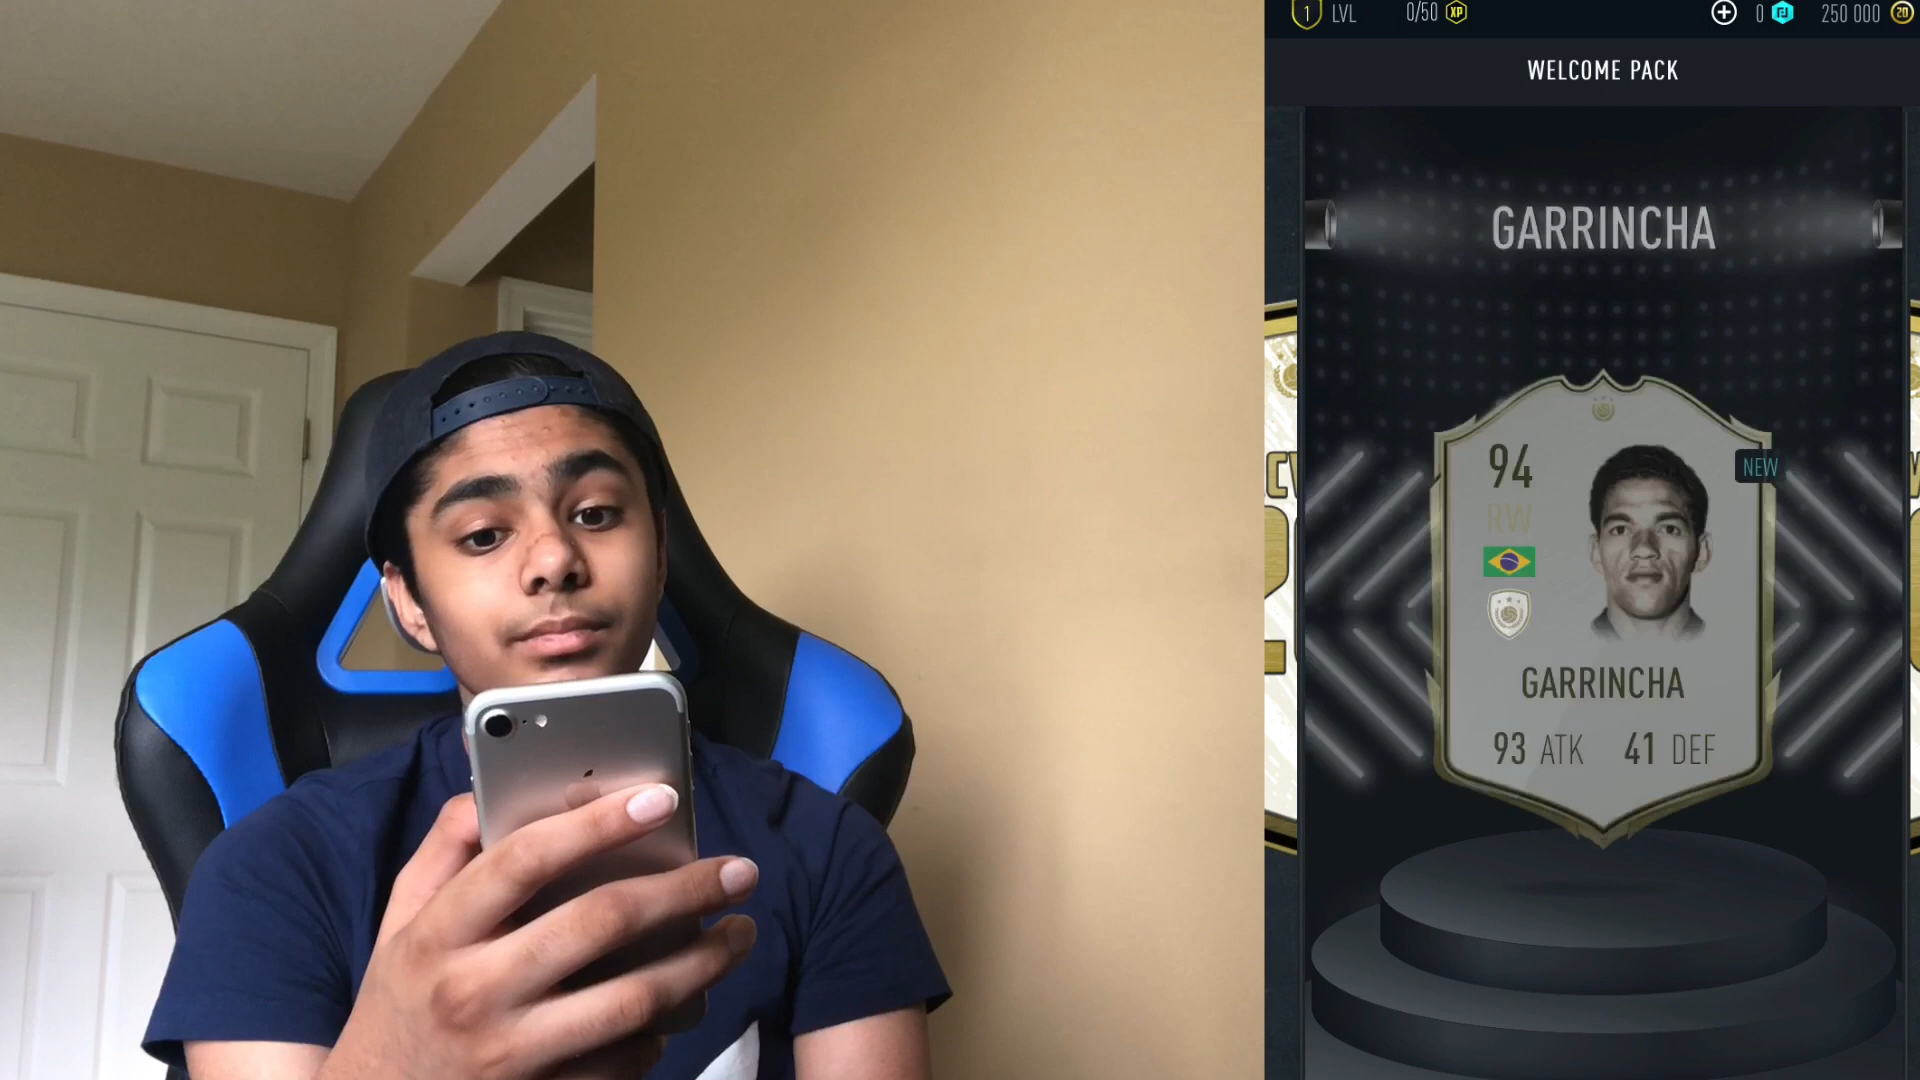 1 LVL 0/50 XP 0 250 000 20
WELCOME PACK
GARRINCHA
94
RW
NEW
GARRINCHA
93 ATK 41 DEF